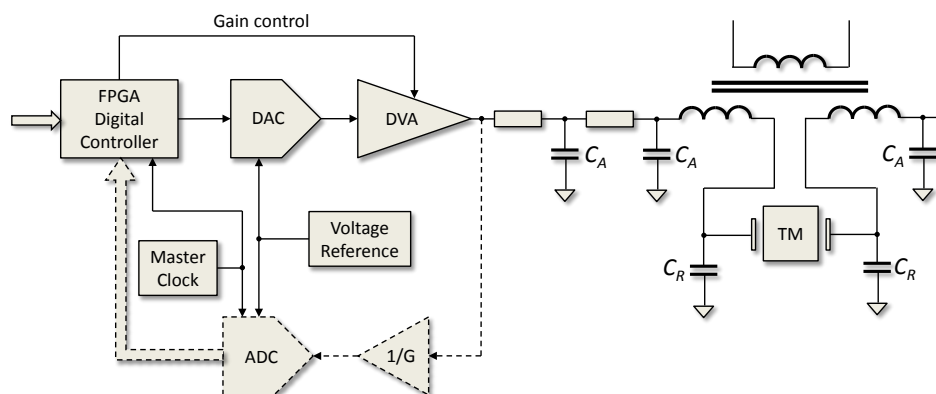 Gain control
FPGA
Digital
Controller
DAC
DVA
C_A
C_A
C_A
Voltage
Reference
Master
Clock
TM
C_R
C_R
ADC
1/G